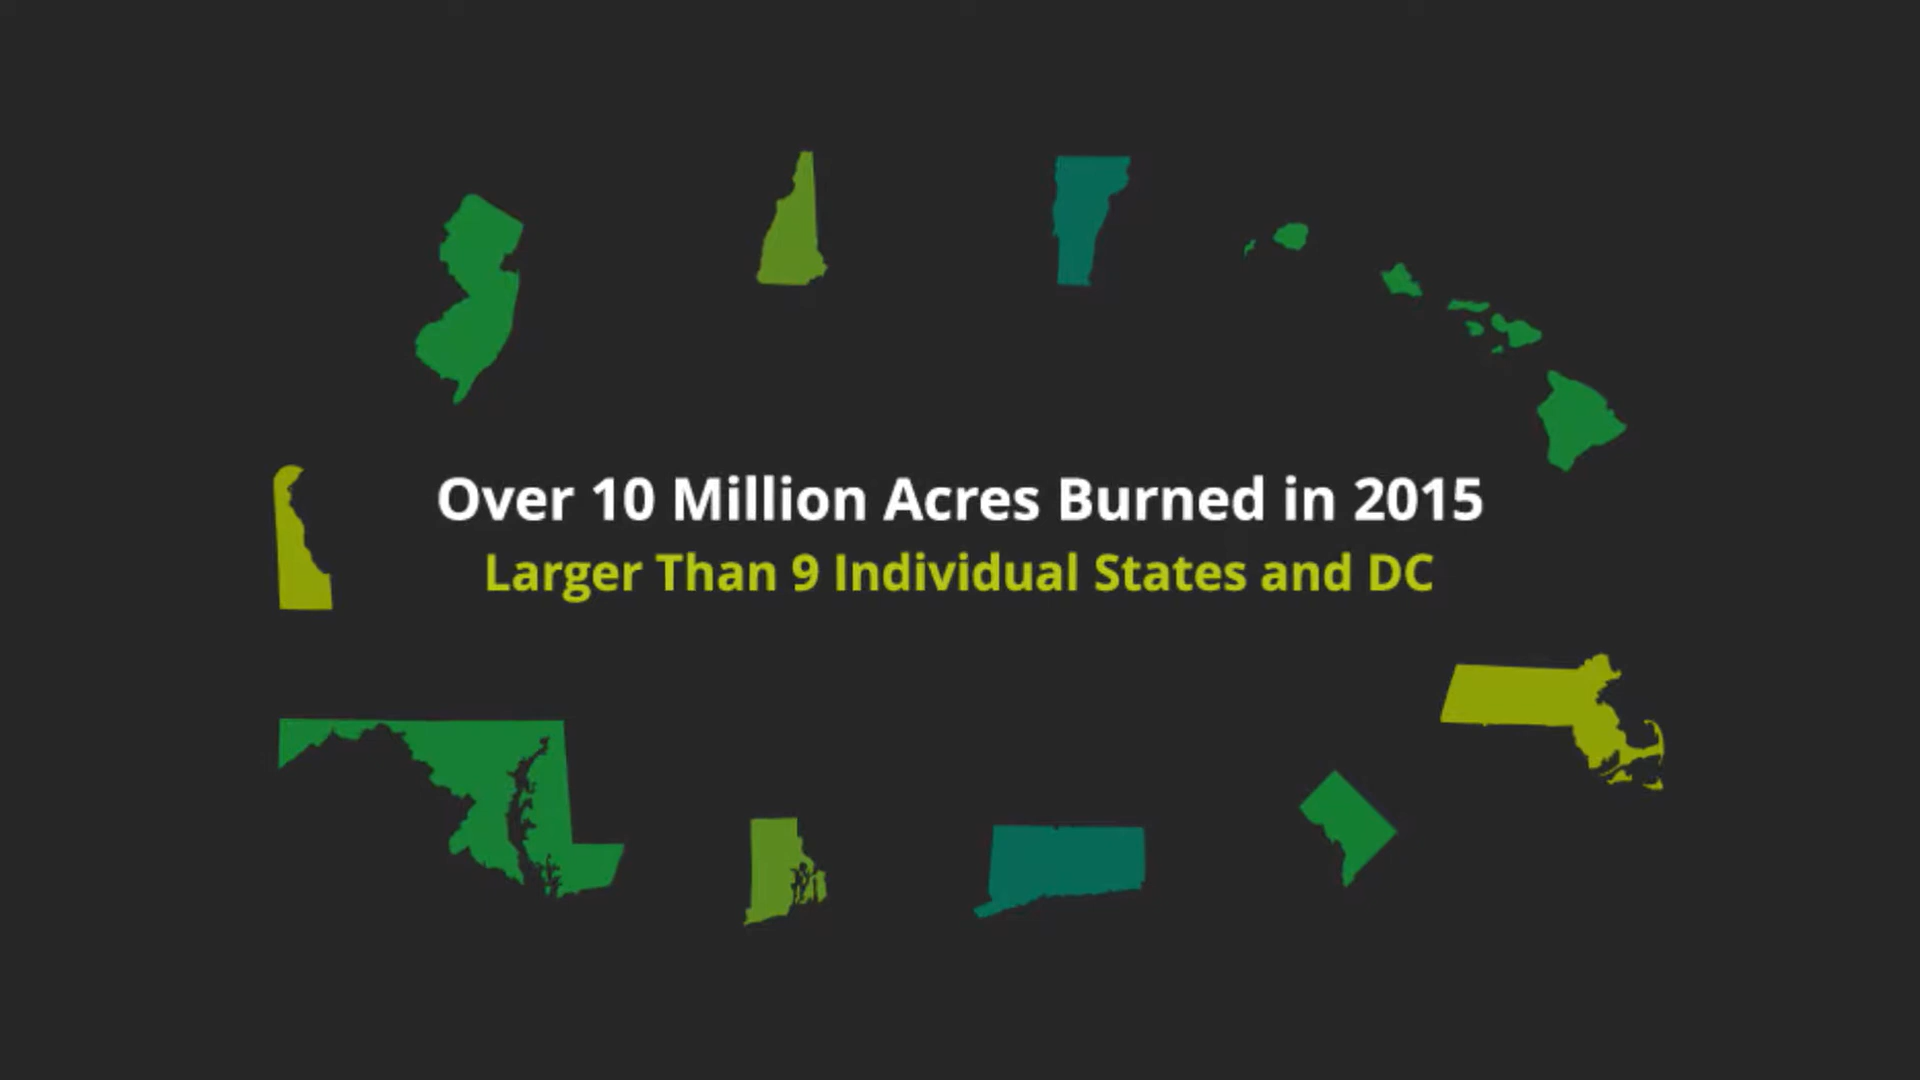 Over 10 Million Acres Burned in 2015
Larger Than 9 Individual States and DC